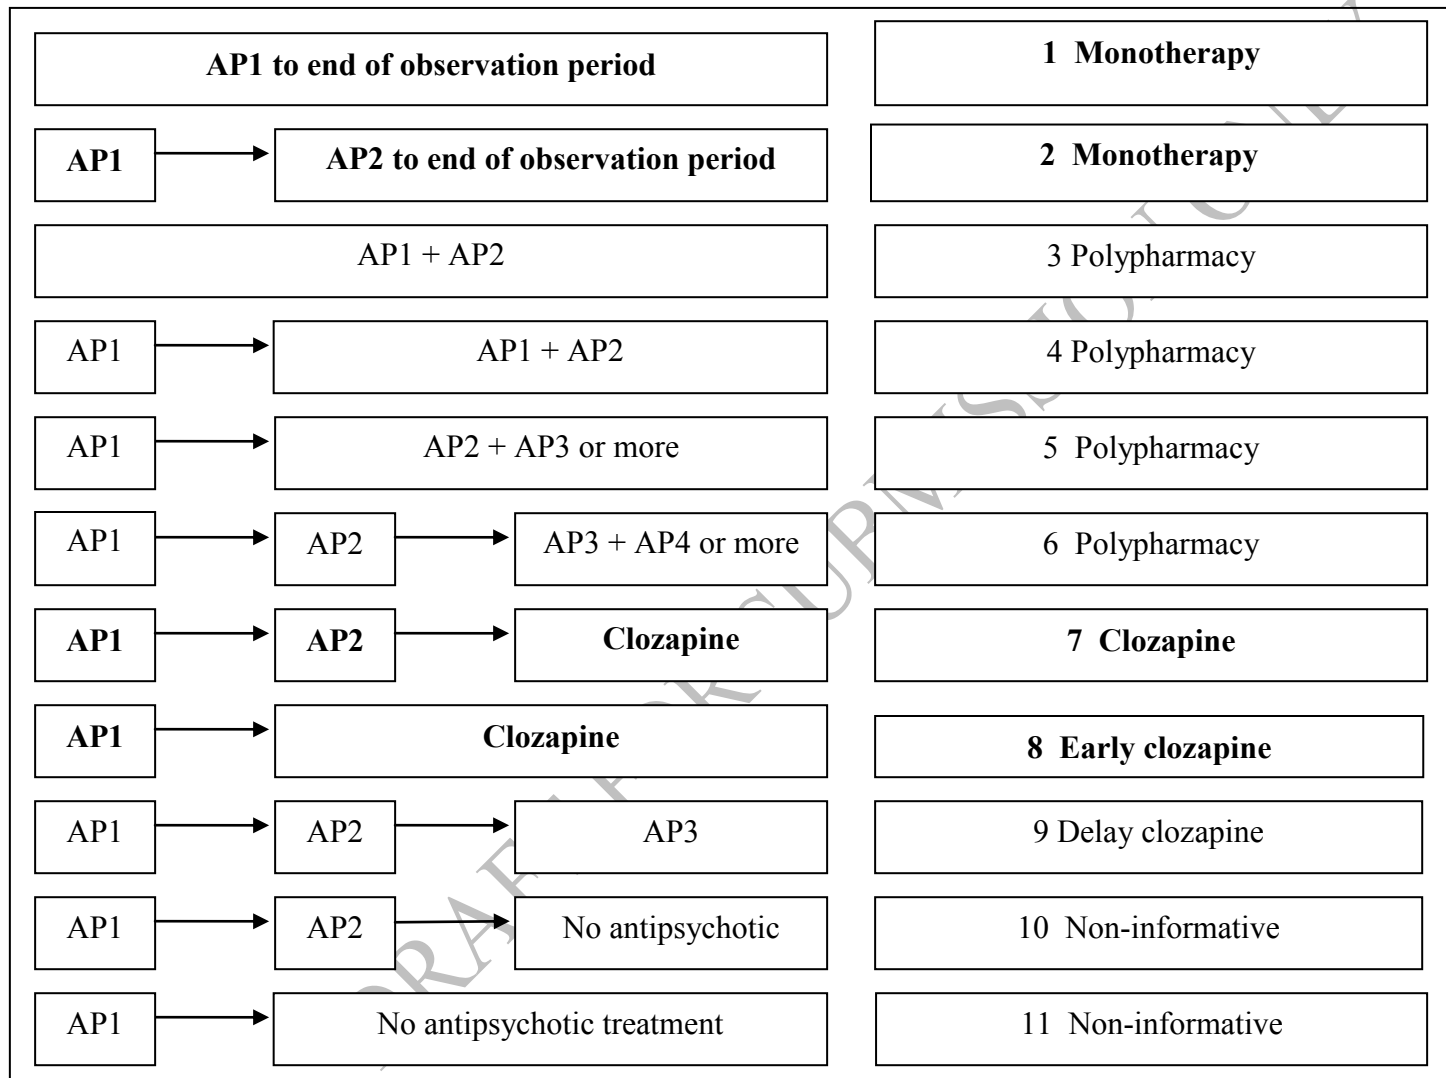 AP1 to end of observation period 1 Monotherapy
AP1 AP2 to end of observation period 2 Monotherapy
AP1 + AP2 3 Polypharmacy
AP1 AP1 + AP2 4 Polypharmacy
AP1 AP2 + AP3 or more 5 Polypharmacy
AP1 AP2 AP3 + AP4 or more 6 Polypharmacy
AP1 AP2 Clozapine 7 Clozapine
AP1 Clozapine 8 Early clozapine
AP1 AP2 AP3 9 Delay clozapine
AP1 AP2 No antipsychotic 10 Non-informative
AP1 No antipsychotic treatment 11 Non-informative